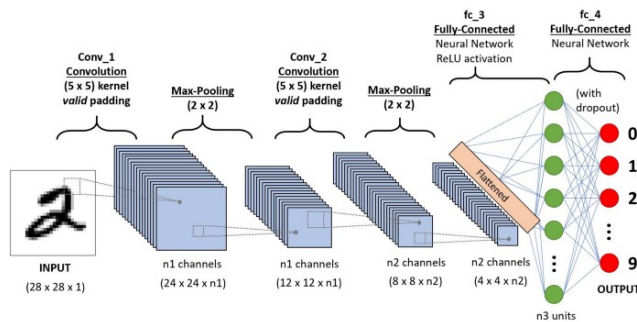 fc_3
Fully-Connected
Neural Network
ReLU activation
fc_4
Fully-Connected
Neural Network
Conv_1
Convolution
(5 x 5) kernel
valid padding
Max-Pooling
(2 x 2)
Conv_2
Convolution
(5 x 5) kernel
valid padding
Max-Pooling
(2 x 2)
(with
dropout)
Flattened
0
1
2
9
INPUT
(28 x 28 x 1)
n1 channels
(24 x 24 x n1)
n1 channels
(12 x 12 x n1)
n2 channels
(8 x 8 x n2)
n2 channels
(4 x 4 x n2)
n3 units
OUTPUT
2